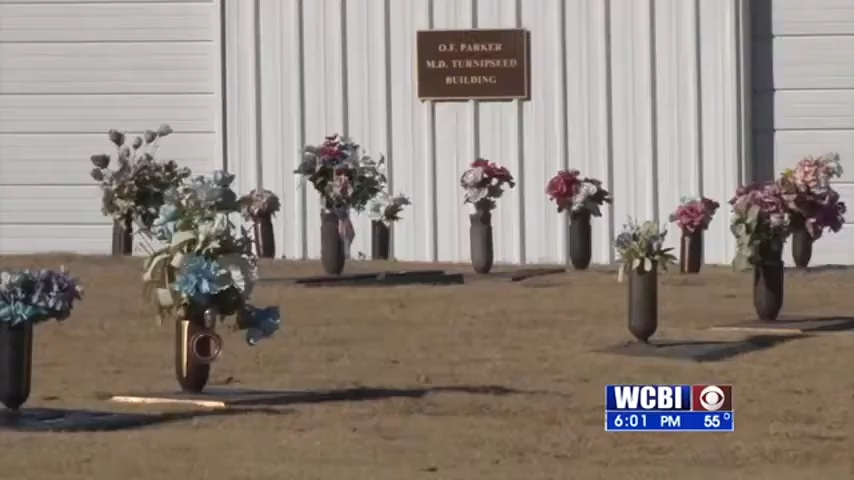 O.F. PARKER
M.D. TURNIPSEED
BUILDING
WCBI
6:01 PM 55°